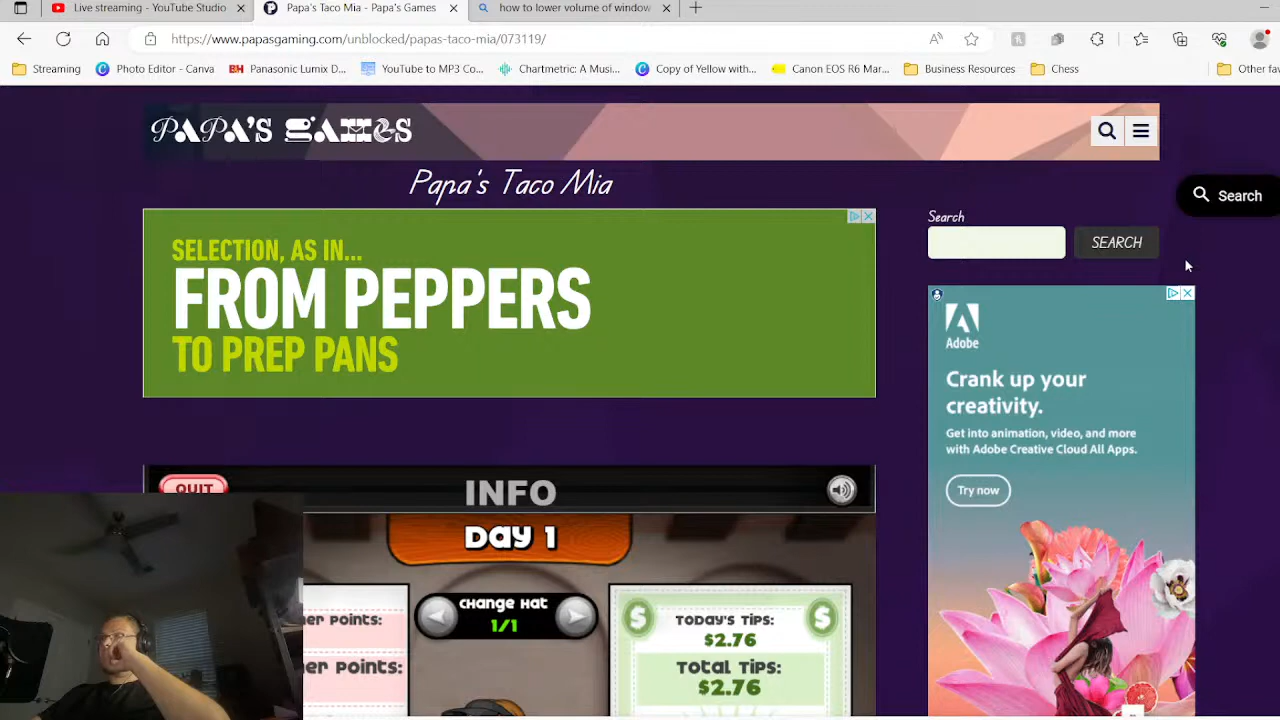 Live streaming - YouTube Studio
Papa's Taco Mia - Papa's Games
how to lower volume of window
https://www.papasgaming.com/unblocked/papas-taco-mia/073119/
Streaming
Photo Editor - Canva
Panasonic Lumix D...
YouTube to MP3 Co...
Chartmetric: A Musi...
Copy of Yellow with...
Canon EOS R6 Mar...
Business Resources
Chess
Other fav
PAPA'S GAMES
Papa's Taco Mia
Search
Search
SEARCH
SELECTION, AS IN...
FROM PEPPERS
TO PREP PANS
Adobe
Crank up your
creativity.
Get into animation, video, and more
with Adobe Creative Cloud All Apps.
Try now
QUIT
INFO
Day 1
Change Hat
1/1
er Points:
er Points:
Today's Tips:
$2.76
Total Tips:
$2.76